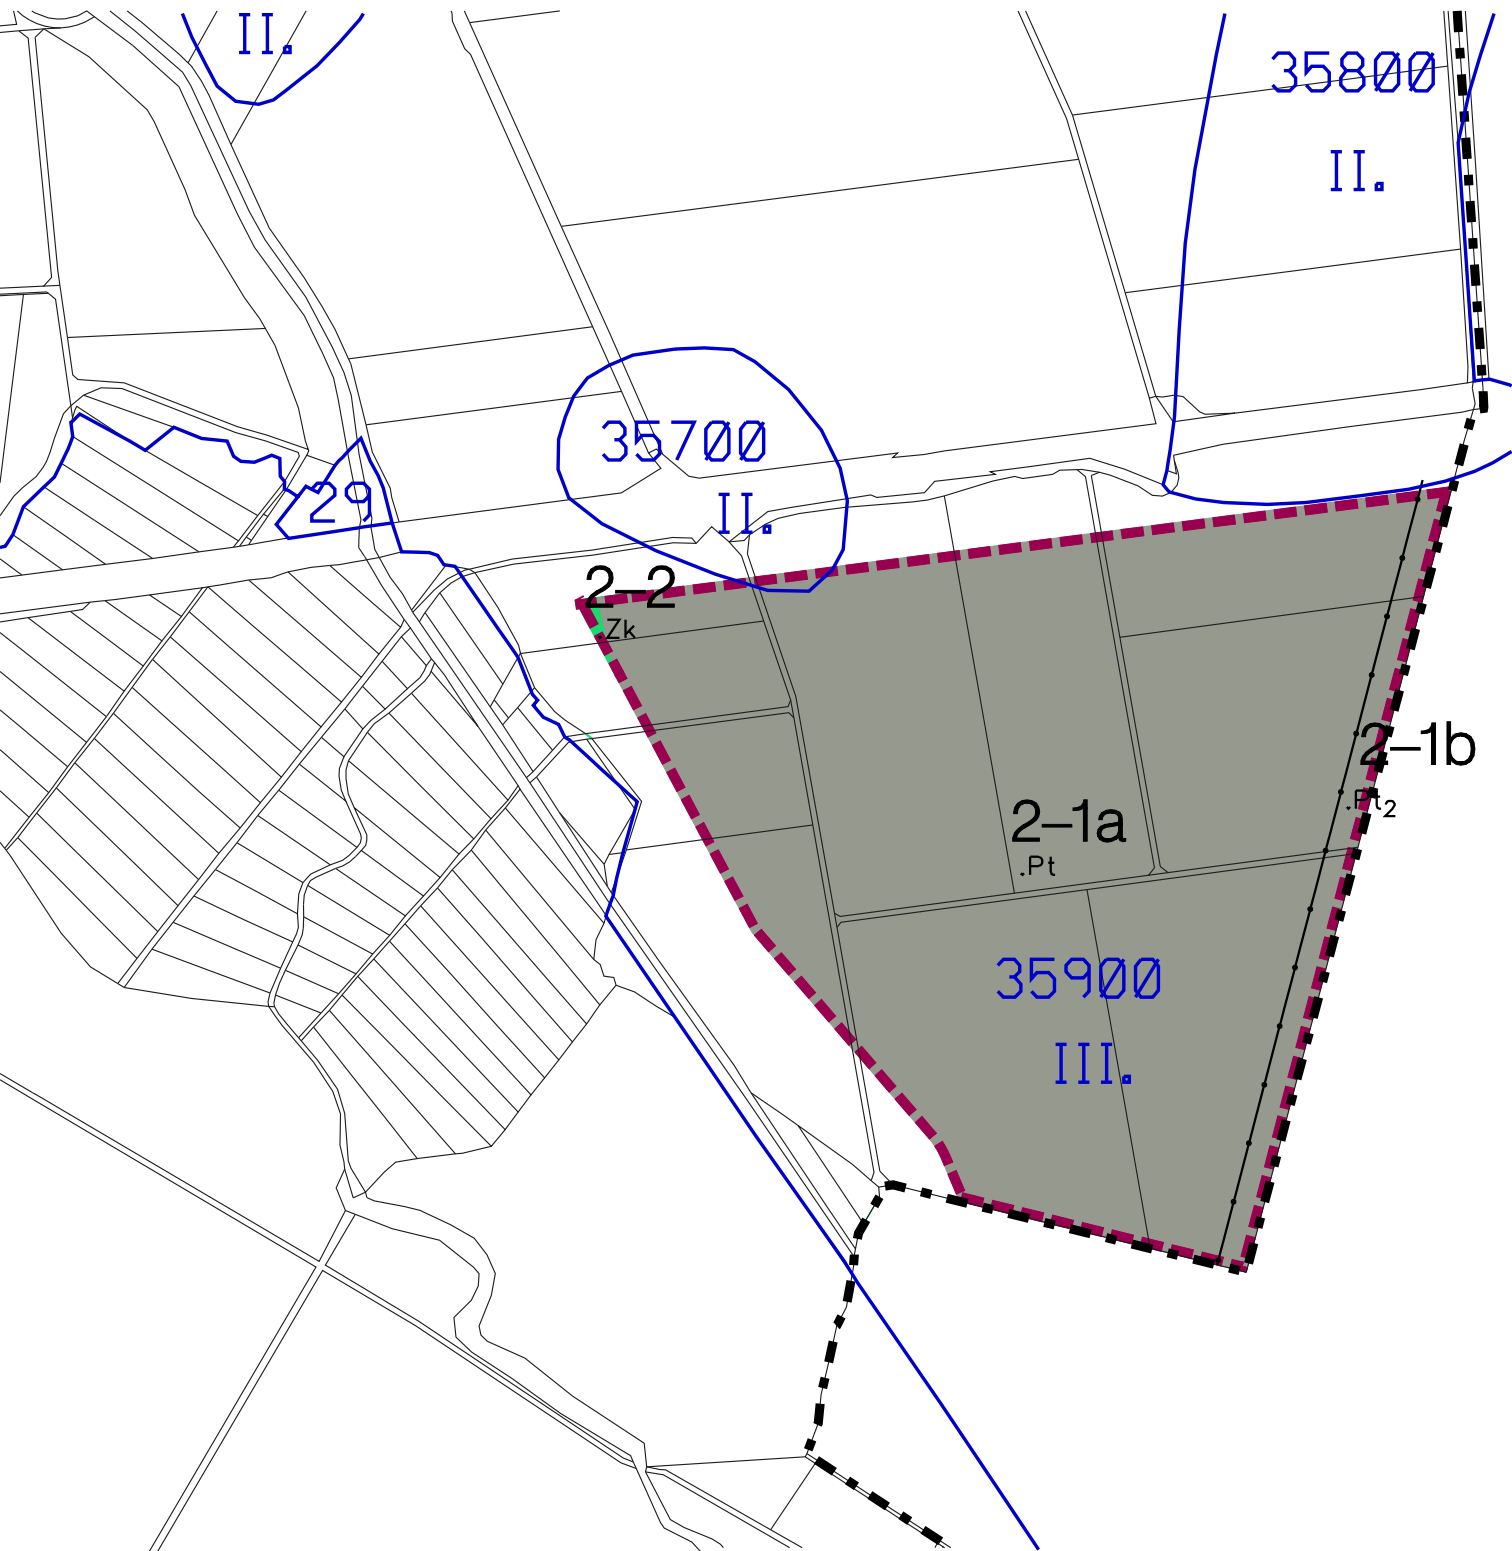 II.
35800
II.
35700
II.
29
2-2
.Zk
2-1b
.Pt2
2-1a
.Pt
35900
III.